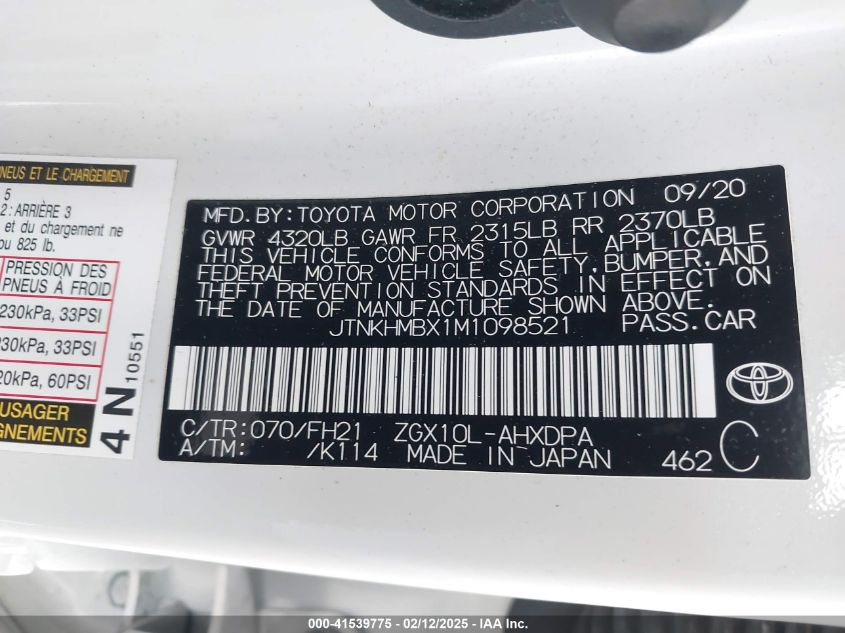 PNEUS ET LE CHARGEMENT
5
2: ARRIÈRE 3
et du chargement ne
ou 825 lb.
PRESSION DES
PNEUS À FROID
230kPa, 33PSI
230kPa, 33PSI
20kPa, 60PSI
USAGER
4N 10551
MFD. BY: TOYOTA MOTOR CORPORATION 09/20
GVWR 4320LB GAWR FR 2315LB RR 2370LB
THIS VEHICLE CONFORMS TO ALL APPLICABLE
FEDERAL MOTOR VEHICLE SAFETY, BUMPER, AND
THEFT PREVENTION STANDARDS IN EFFECT ON
THE DATE OF MANUFACTURE SHOWN ABOVE.
JTNKHMBX1M1098521 PASS. CAR
C/TR: 070/FH21 ZGX10L-AHXDPA
A/TM: /K114 MADE IN JAPAN 462 C
000-41539775 - 02/12/2025 - IAA Inc.